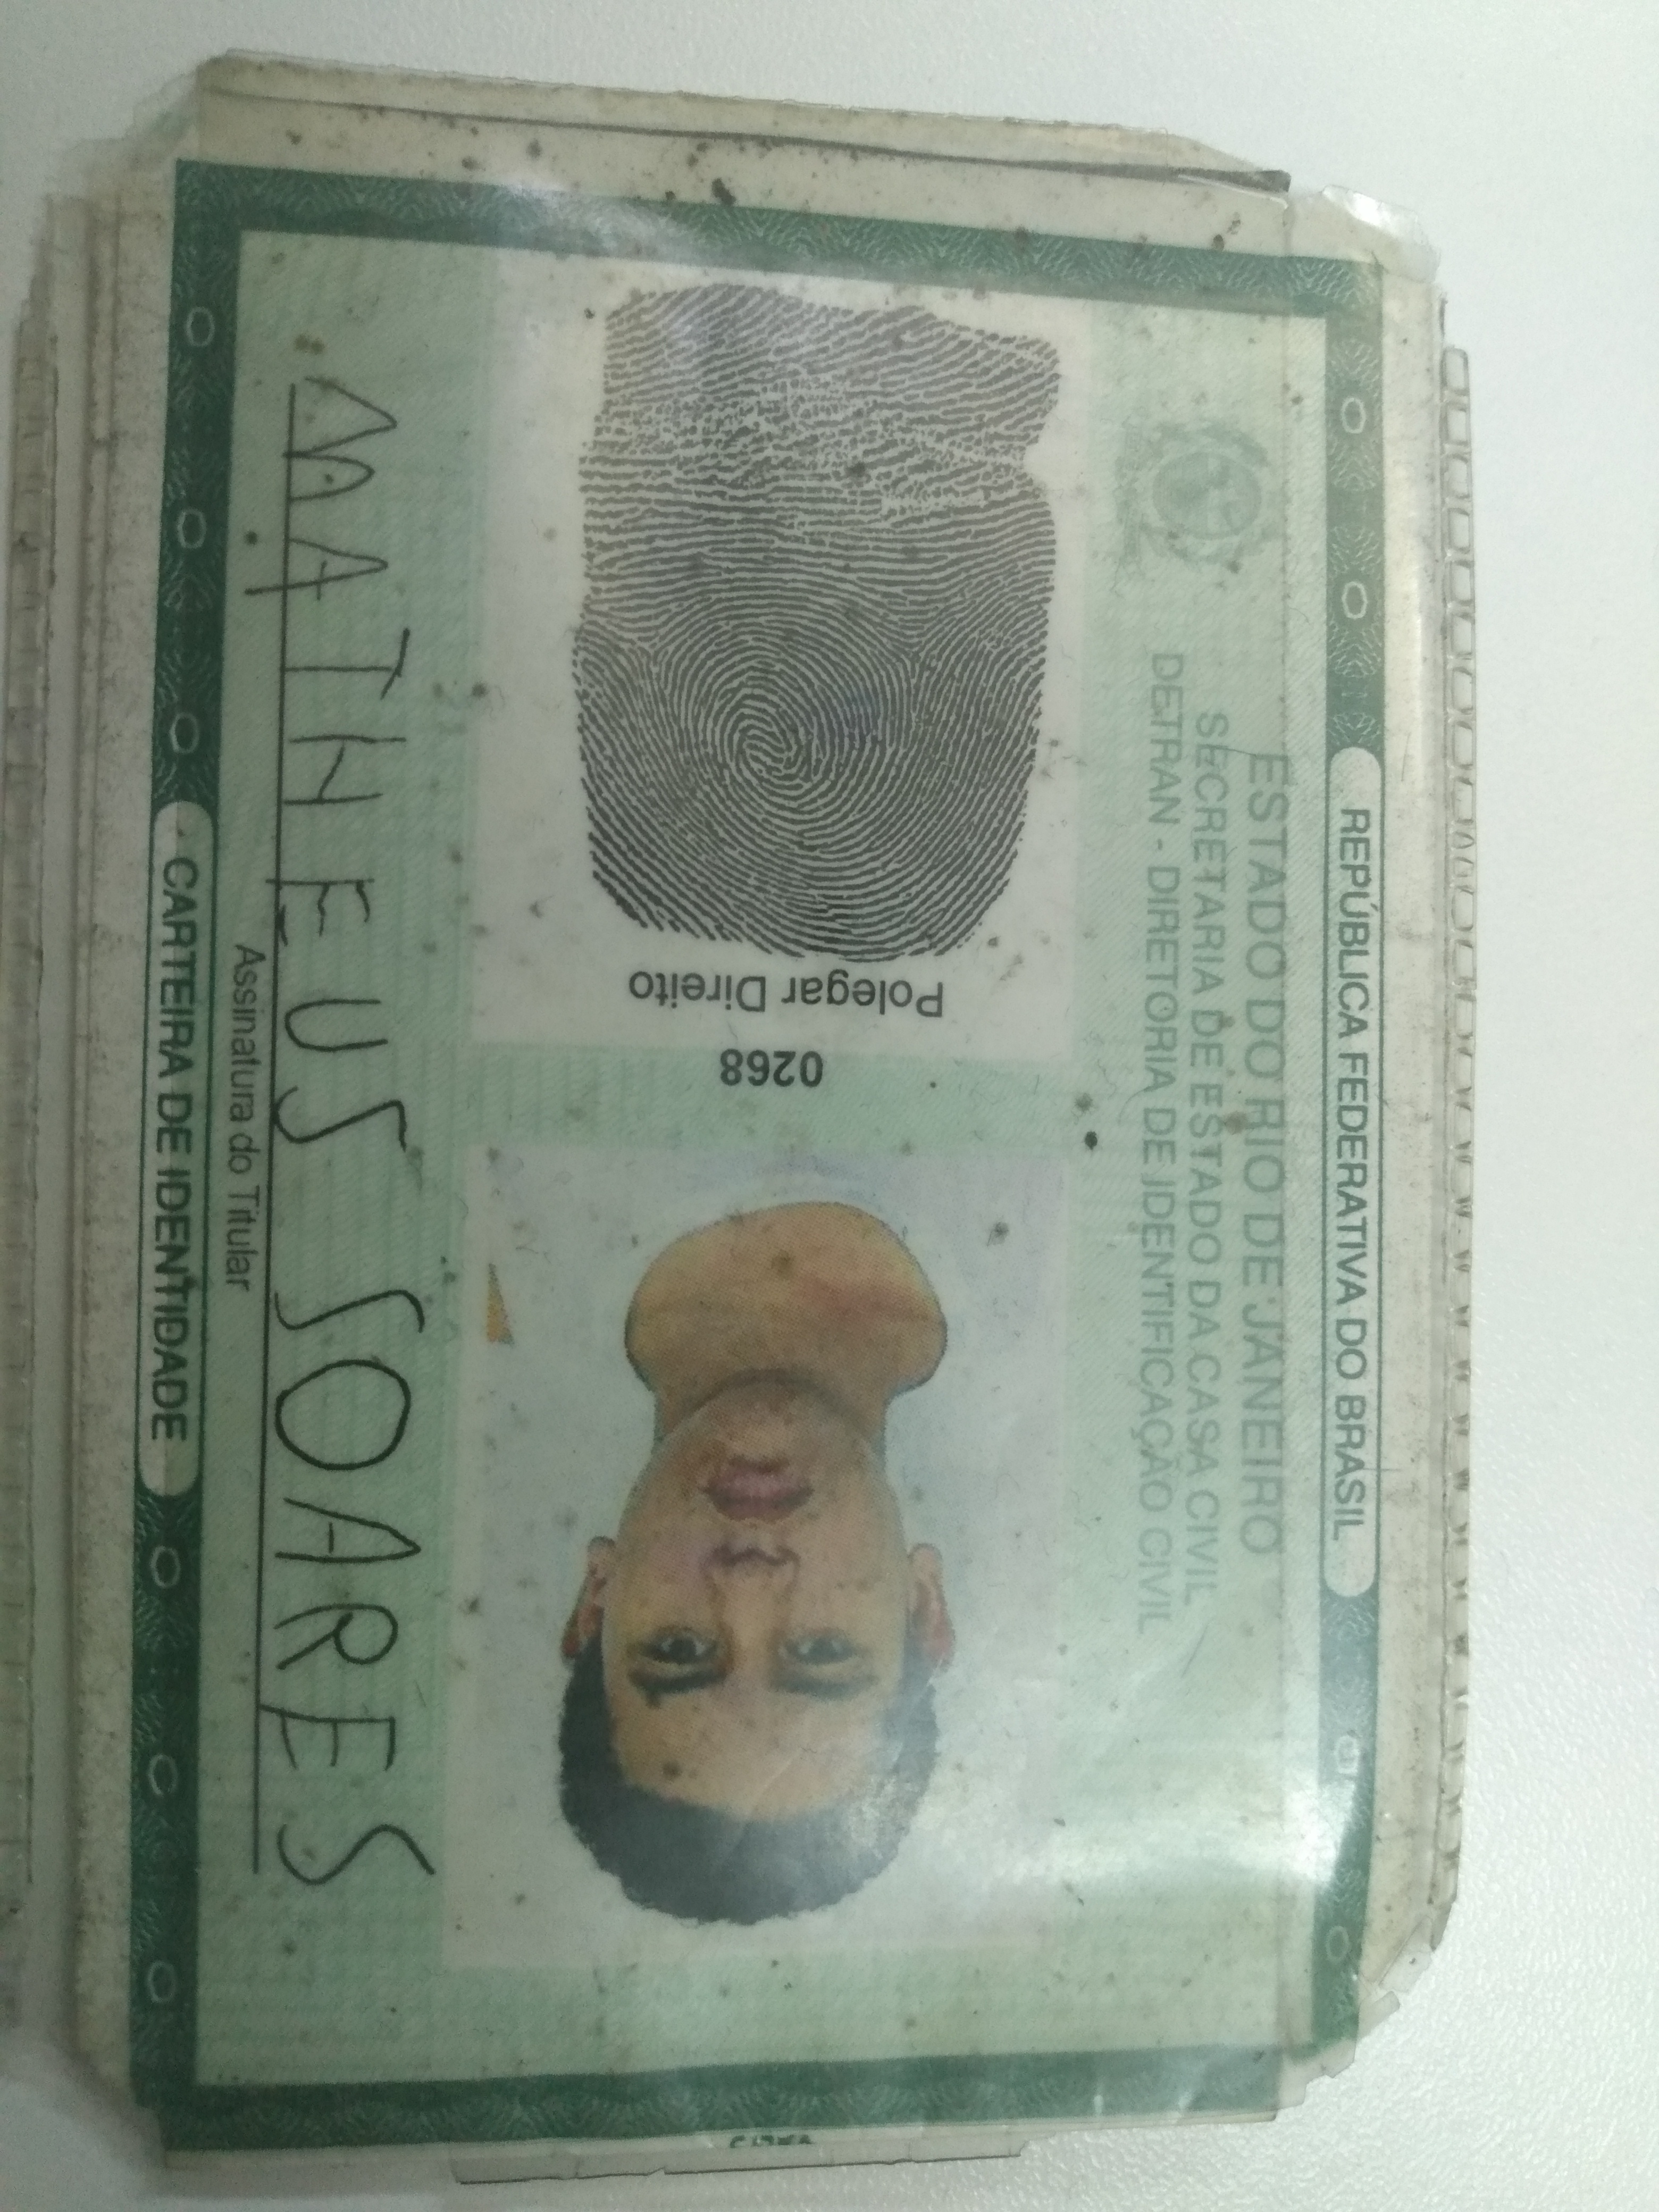 REPÚBLICA FEDERATIVA DO BRASIL
ESTADO DO RIO DE JANEIRO
SECRETARIA DE ESTADO DA CASA CIVIL
DETRAN - DIRETORIA DE IDENTIFICAÇÃO CIVIL
Polegar Direito
0268
MATHEUS SOARES
Assinatura do Titular
CARTEIRA DE IDENTIDADE